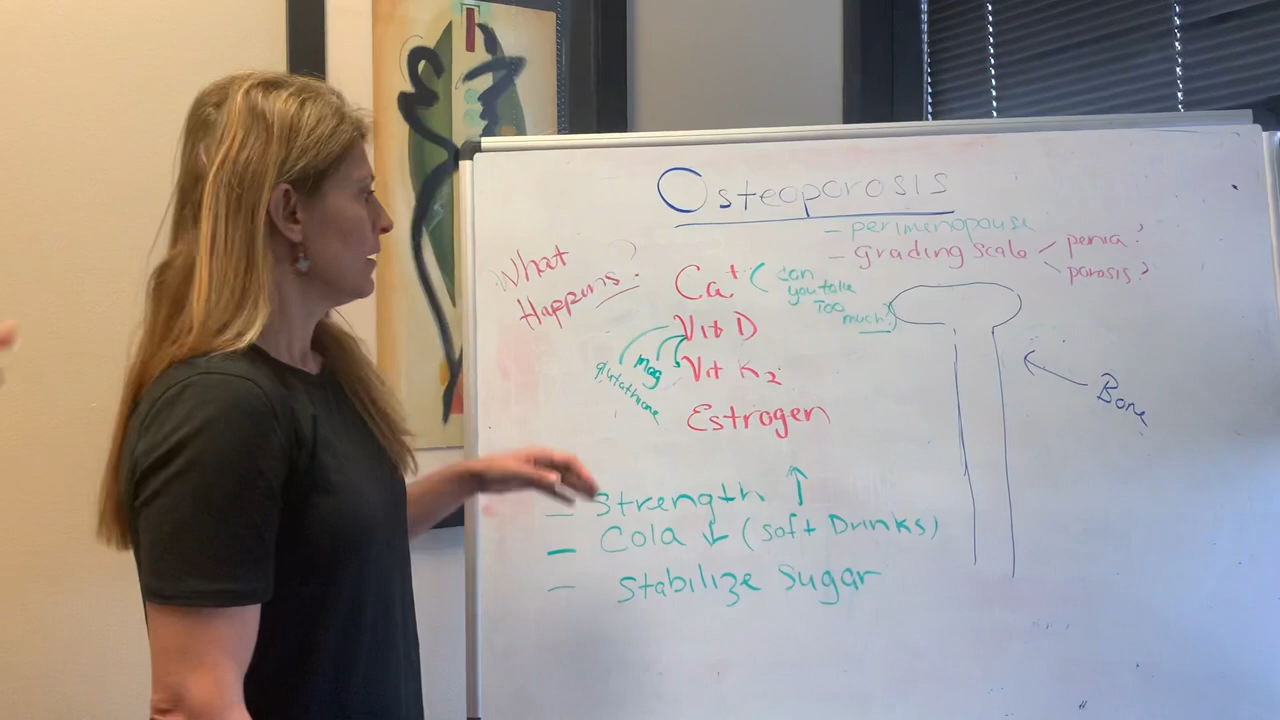 Osteoporosis
- perimenopause
- grading scale < penia?
porosis?
What
Happens?
Ca+ ( can
you take
Too
much?
Vit D
Mag
glutathione
Vit K2
Estrogen
Bone
- Strength ↑
- Cola ↓ (Soft Drinks)
- Stabilize Sugar